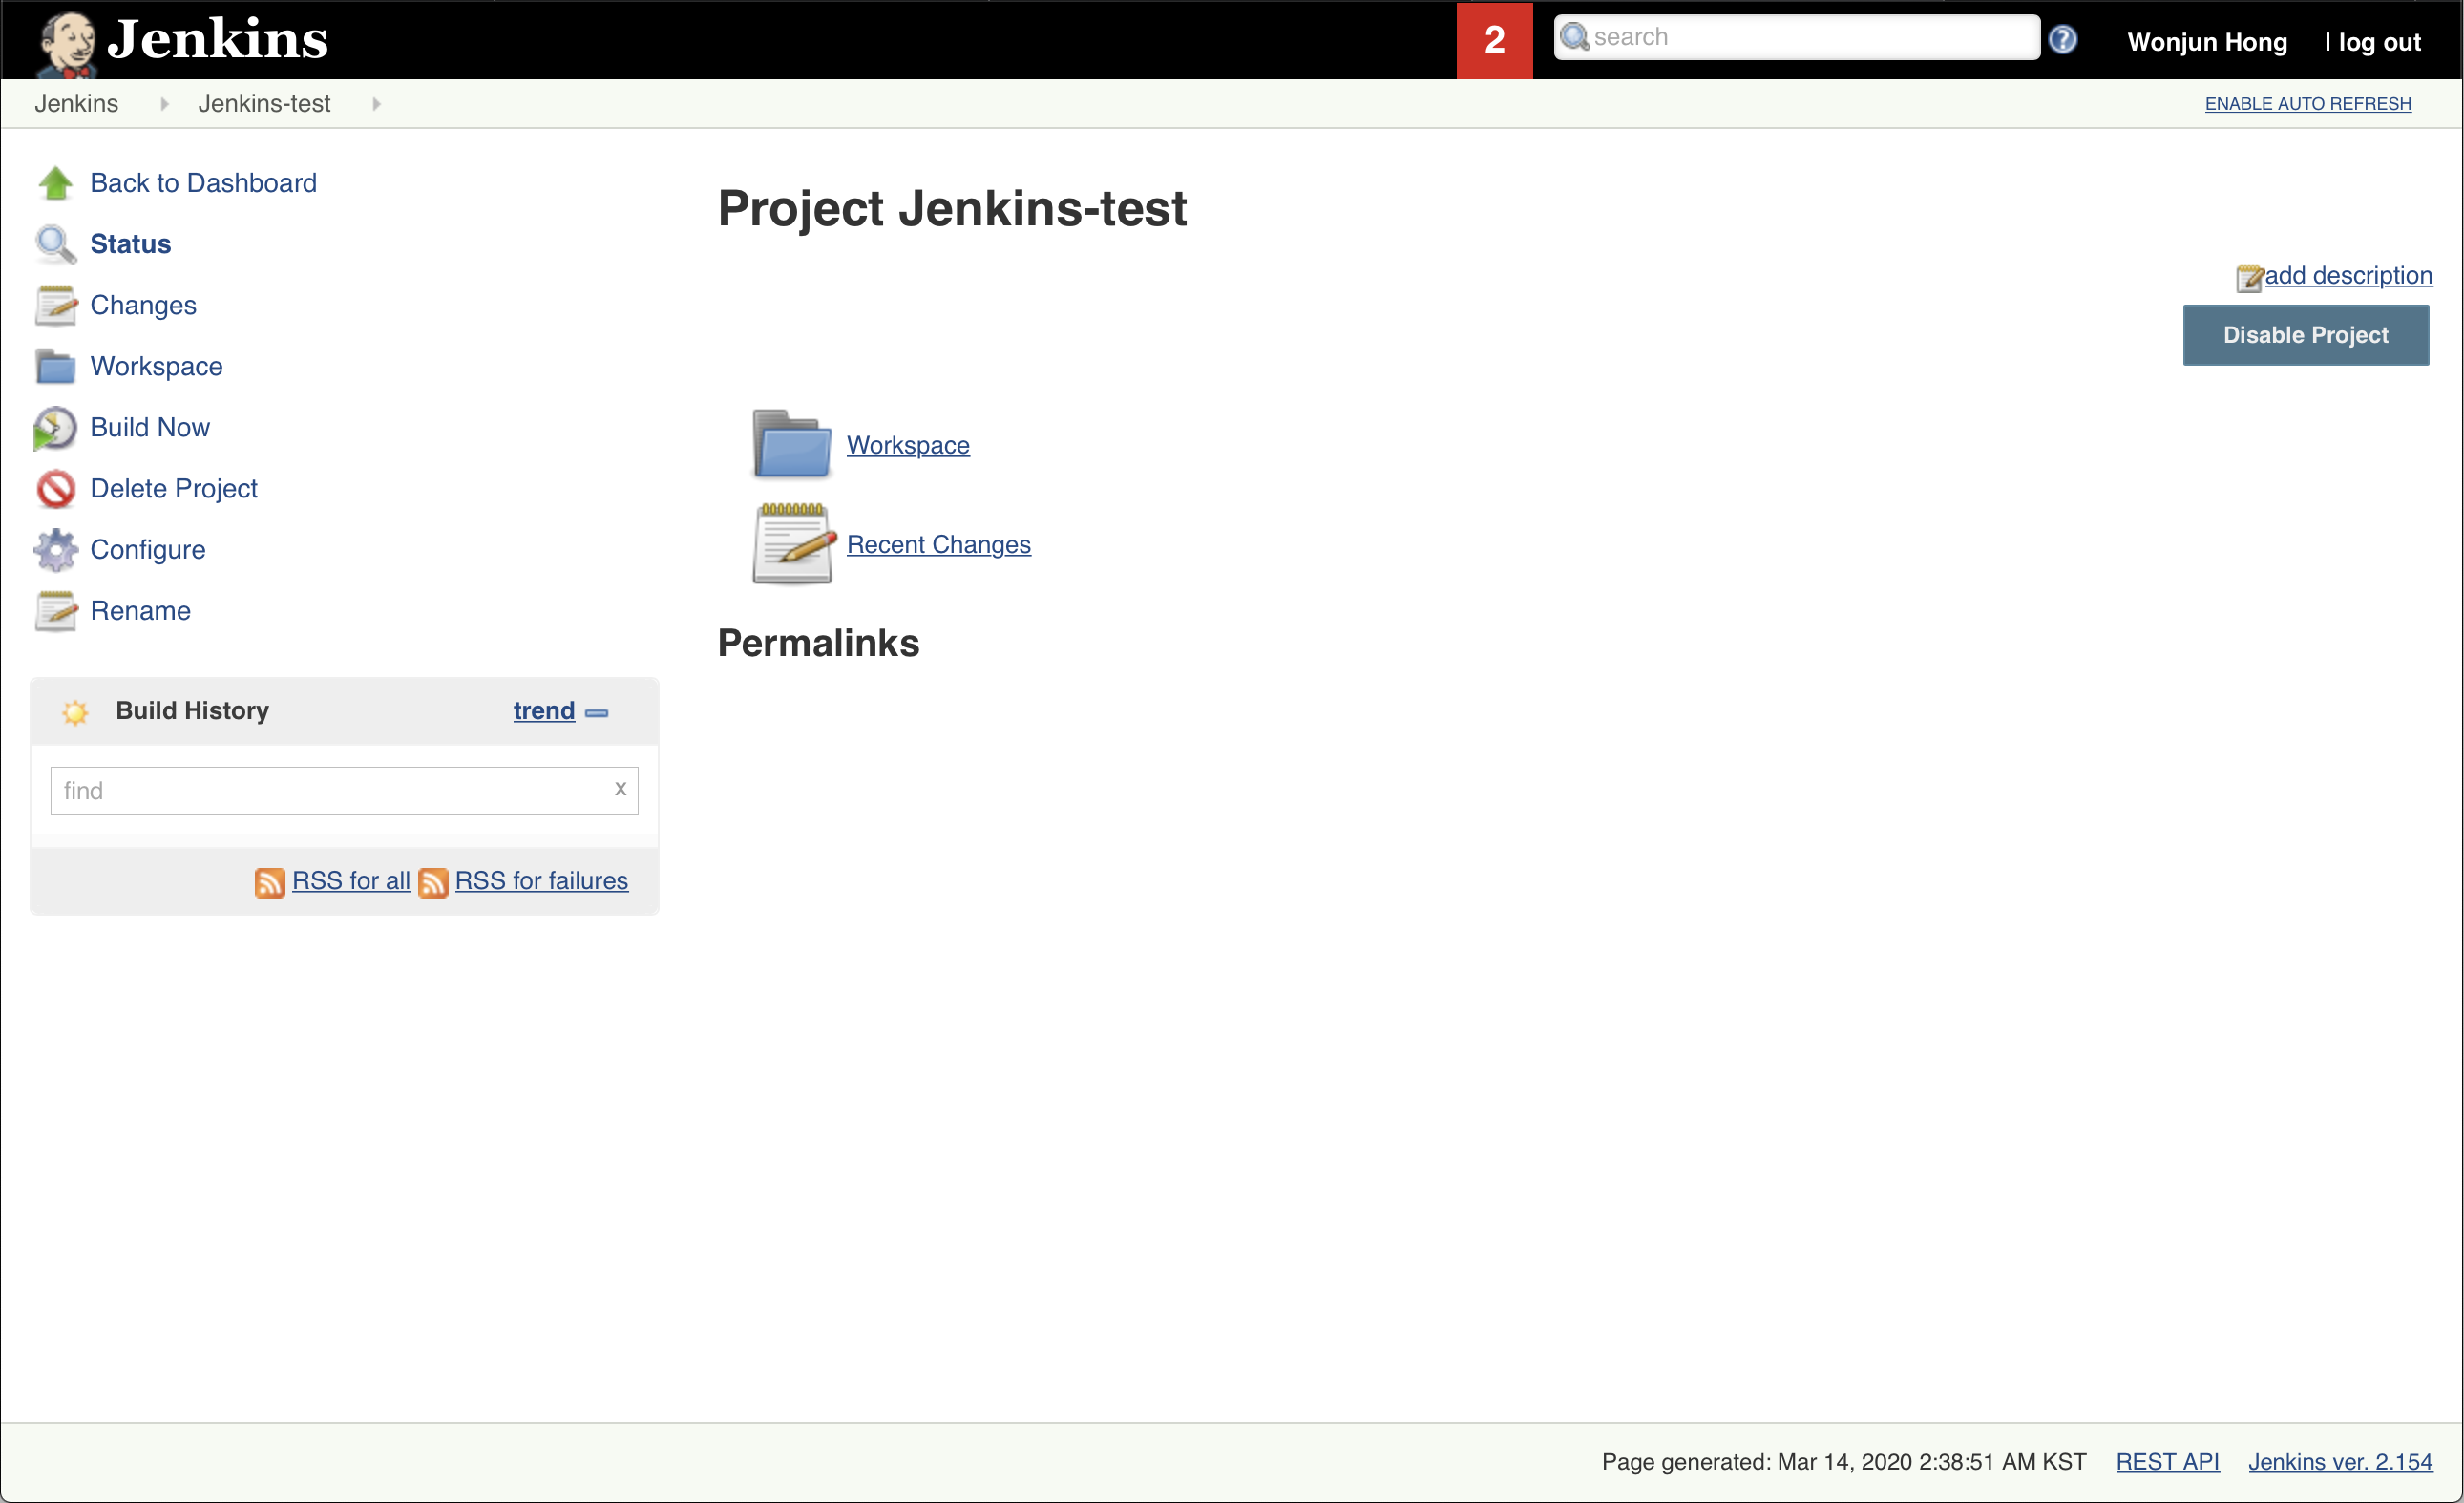 Jenkins
2
search
?
Wonjun Hong | log out
Jenkins
Jenkins-test
ENABLE AUTO REFRESH
Back to Dashboard
Status
Changes
Workspace
Build Now
Delete Project
Configure
Rename
Build History
trend
find
x
RSS for all
RSS for failures
Project Jenkins-test
add description
Disable Project
Workspace
Recent Changes
Permalinks
Page generated: Mar 14, 2020 2:38:51 AM KST
REST API
Jenkins ver. 2.154